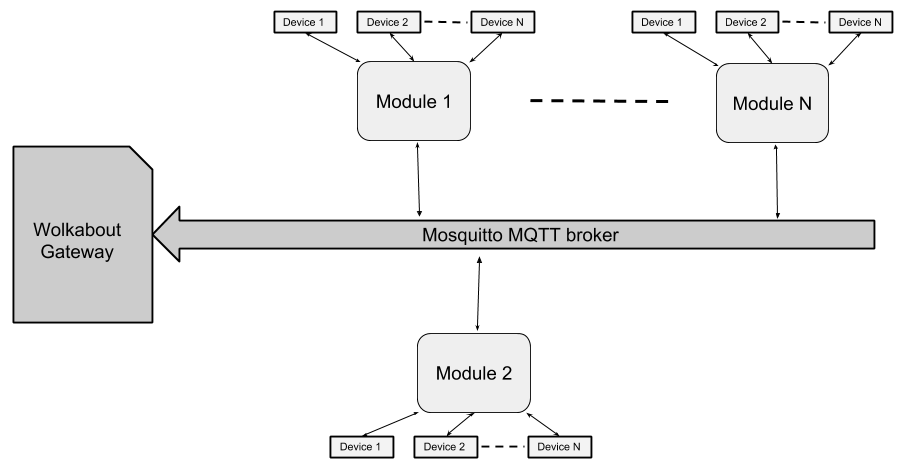 Device 1
Device 2
Device N
Device 1
Device 2
Device N
Module 1
Module N
Wolkabout
Gateway
Mosquitto MQTT broker
Module 2
Device 1
Device 2
Device N